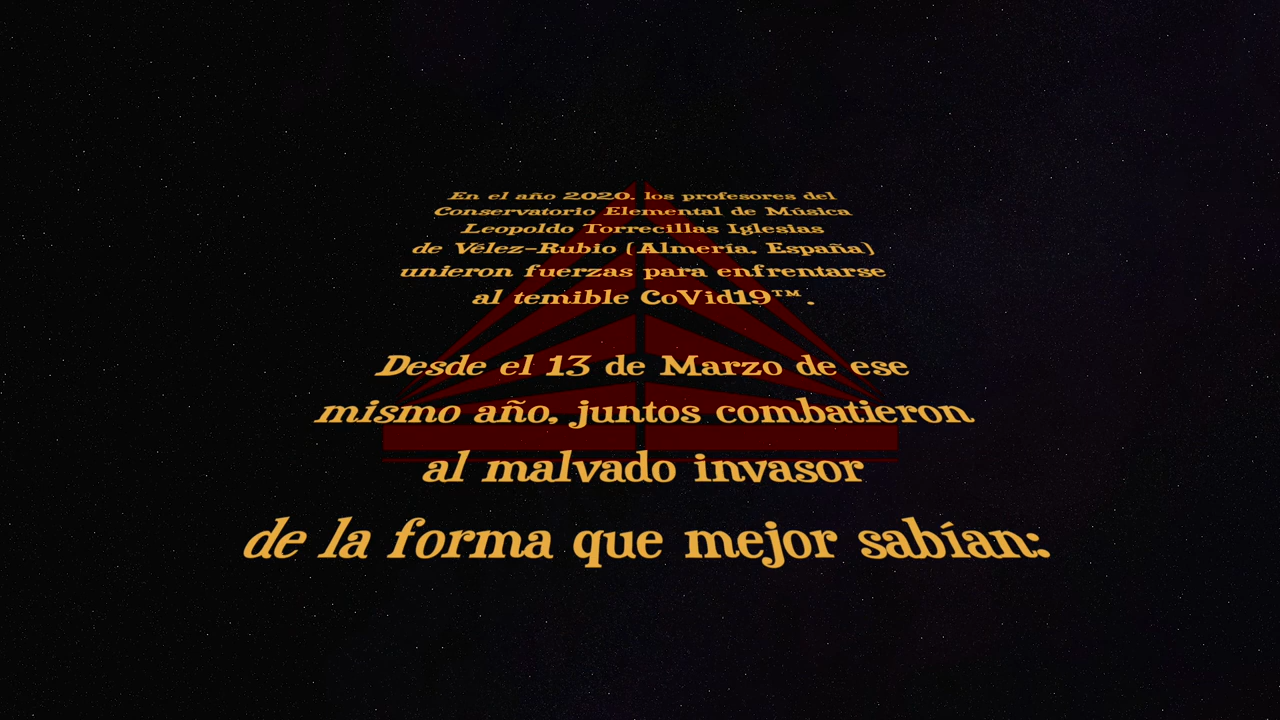 En el año 2020, los profesores del
Conservatorio Elemental de Música
Leopoldo Torrecillas Iglesias
de Vélez-Rubio (Almería, España)
unieron fuerzas para enfrentarse
al temible CoVid19™.
Desde el 13 de Marzo de ese
mismo año, juntos combatieron
al malvado invasor
de la forma que mejor sabían: